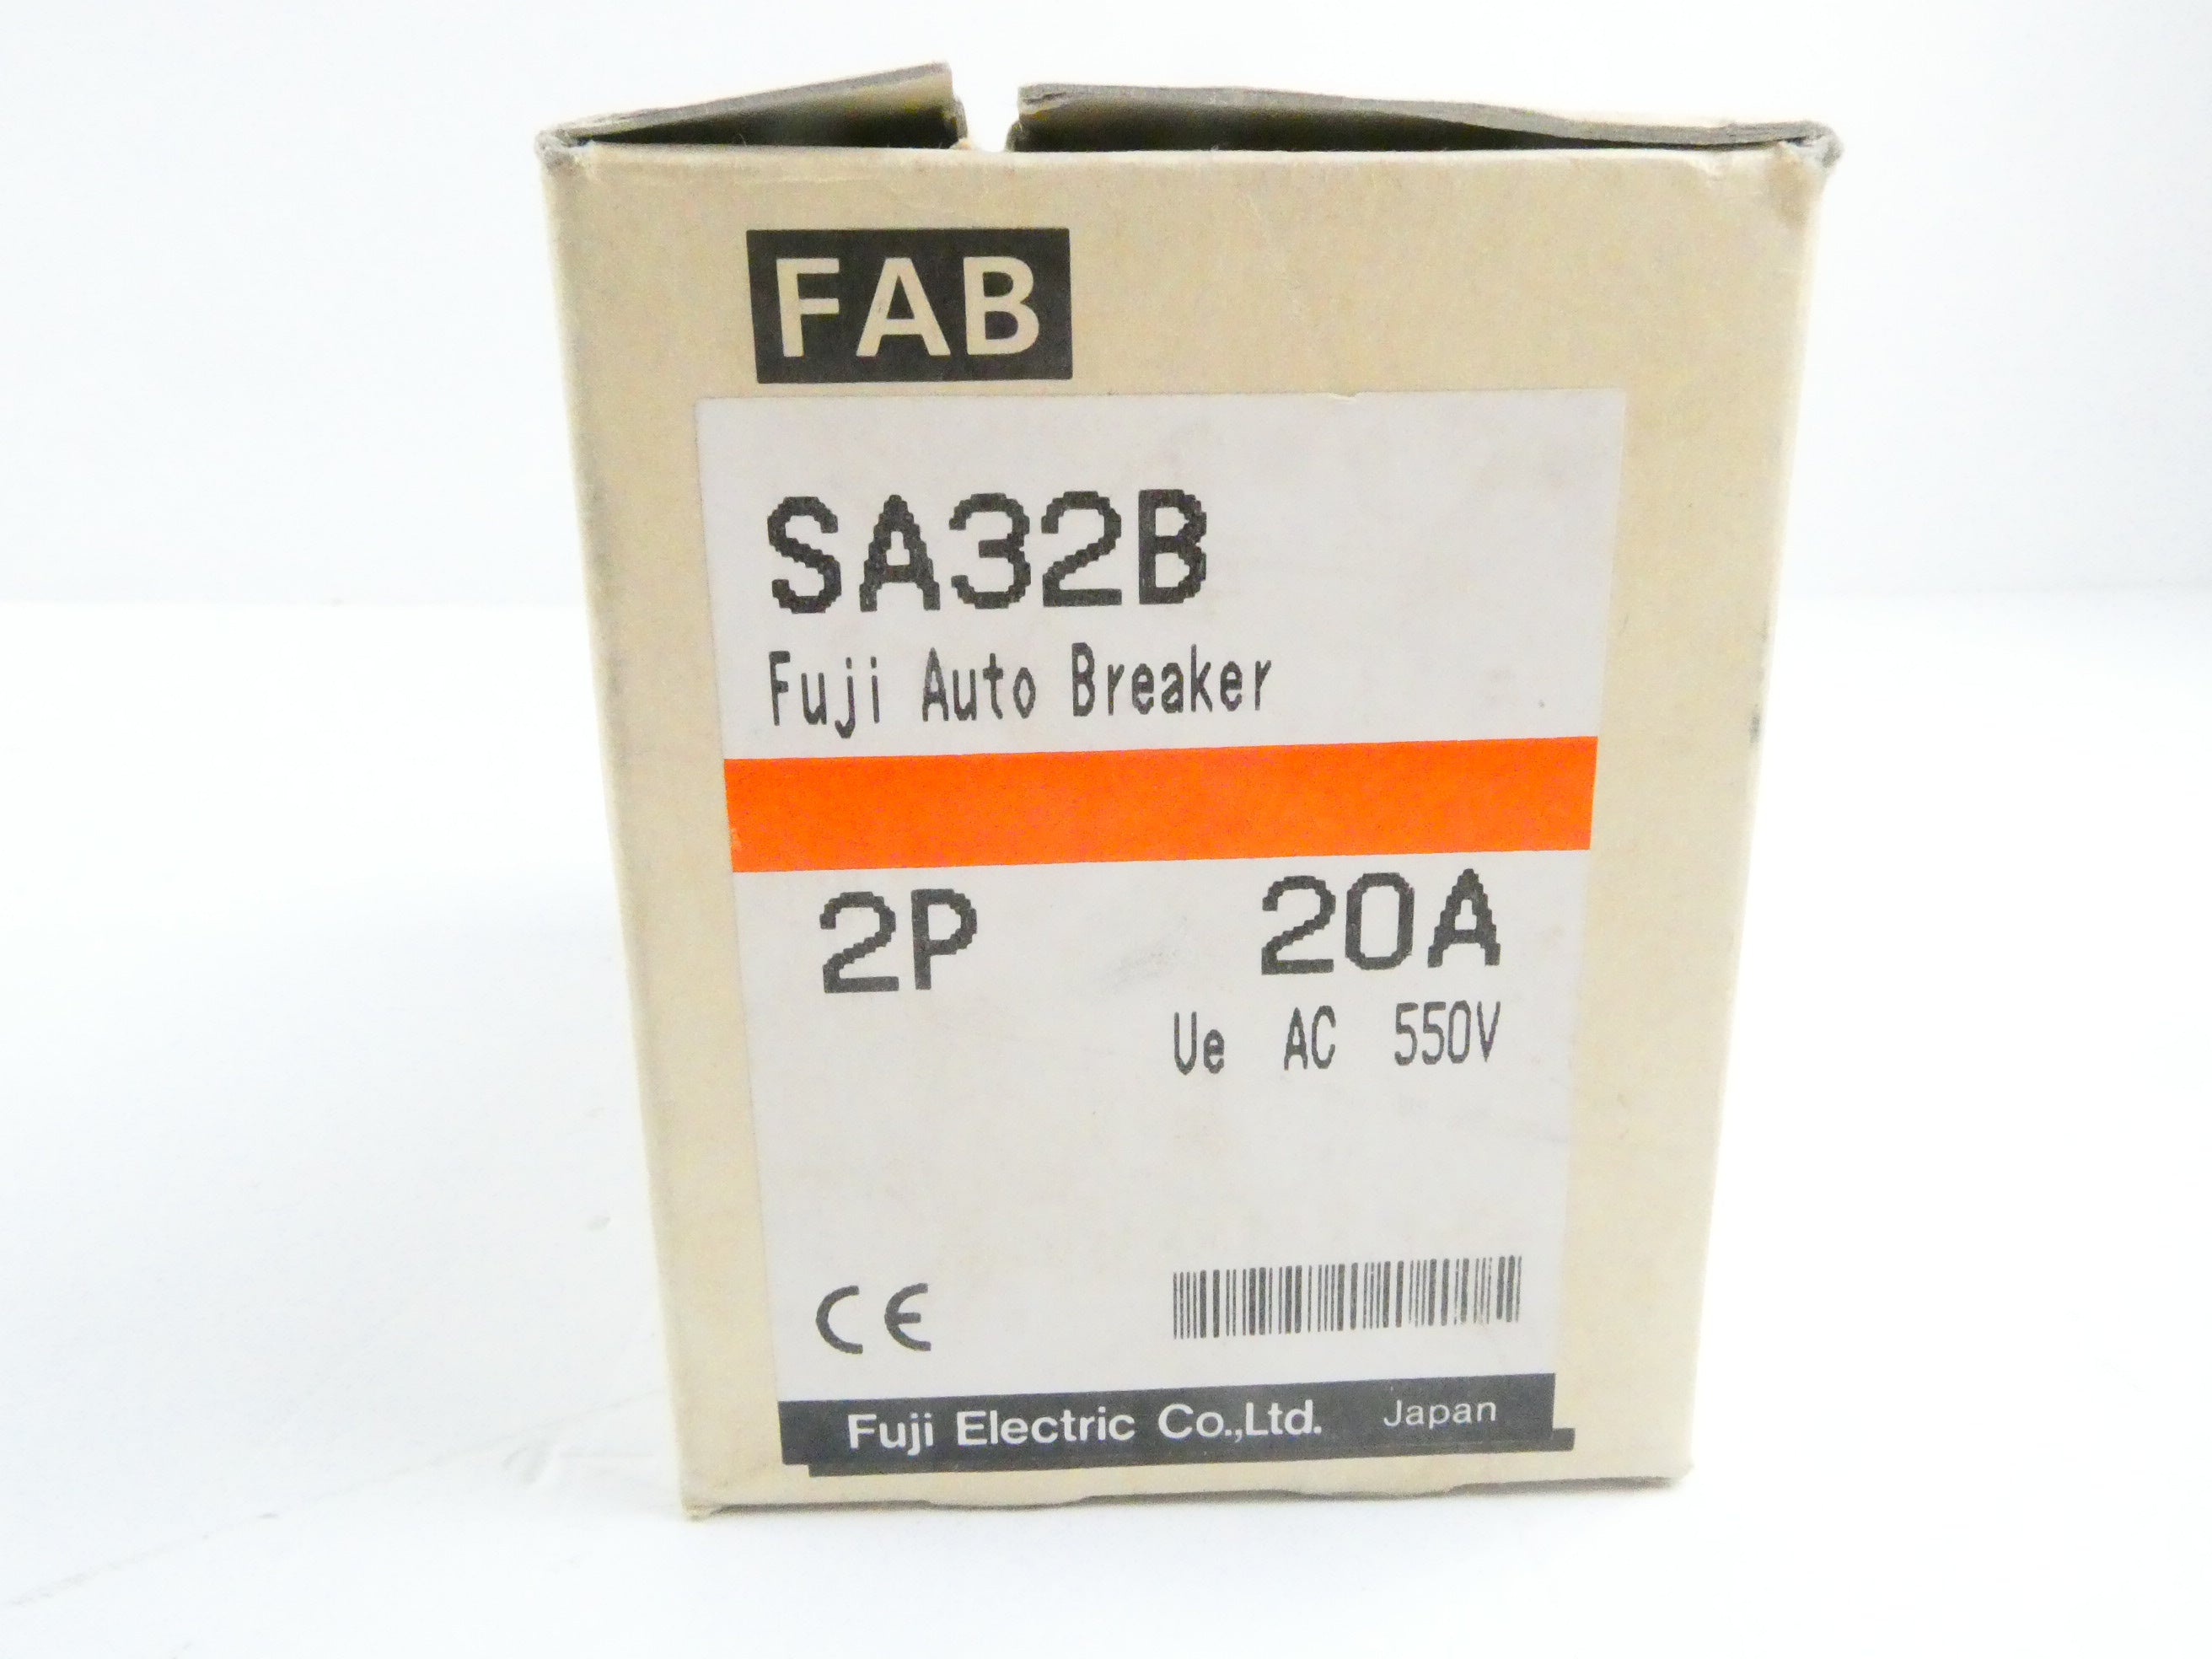 FAB
SA32B
Fuji Auto Breaker
2P 20A
Ue AC 550V
CE
Fuji Electric Co.,Ltd. Japan